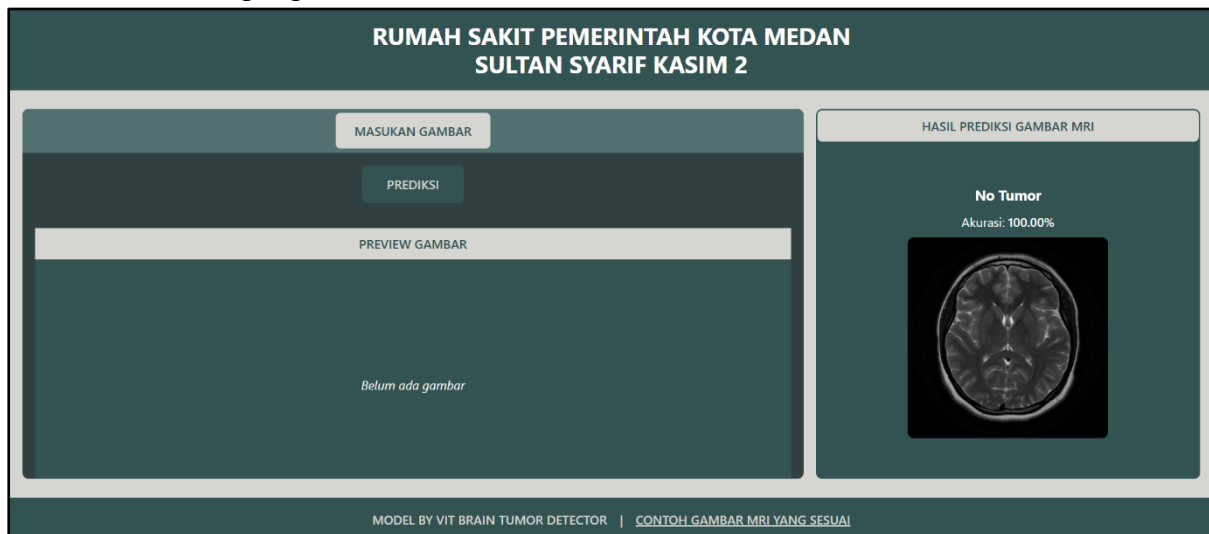 RUMAH SAKIT PEMERINTAH KOTA MEDAN
SULTAN SYARIF KASIM 2
MASUKAN GAMBAR
PREDIKSI
PREVIEW GAMBAR
Belum ada gambar
HASIL PREDIKSI GAMBAR MRI
No Tumor
Akurasi: 100.00%
MODEL BY VIT BRAIN TUMOR DETECTOR | CONTOH GAMBAR MRI YANG SESUAI